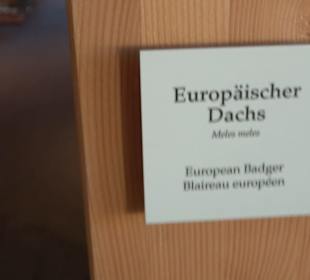 Europäischer
Dachs
Meles meles
European Badger
Blaireau européen